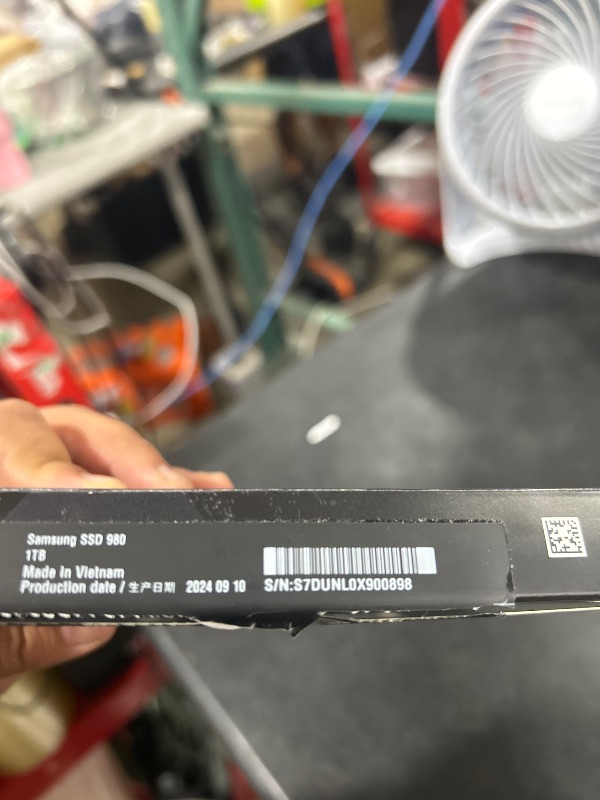 Samsung SSD 980
1TB
Made in Vietnam
Production date / 生产日期 2024 09 10
S/N:S7DUNL0X900898